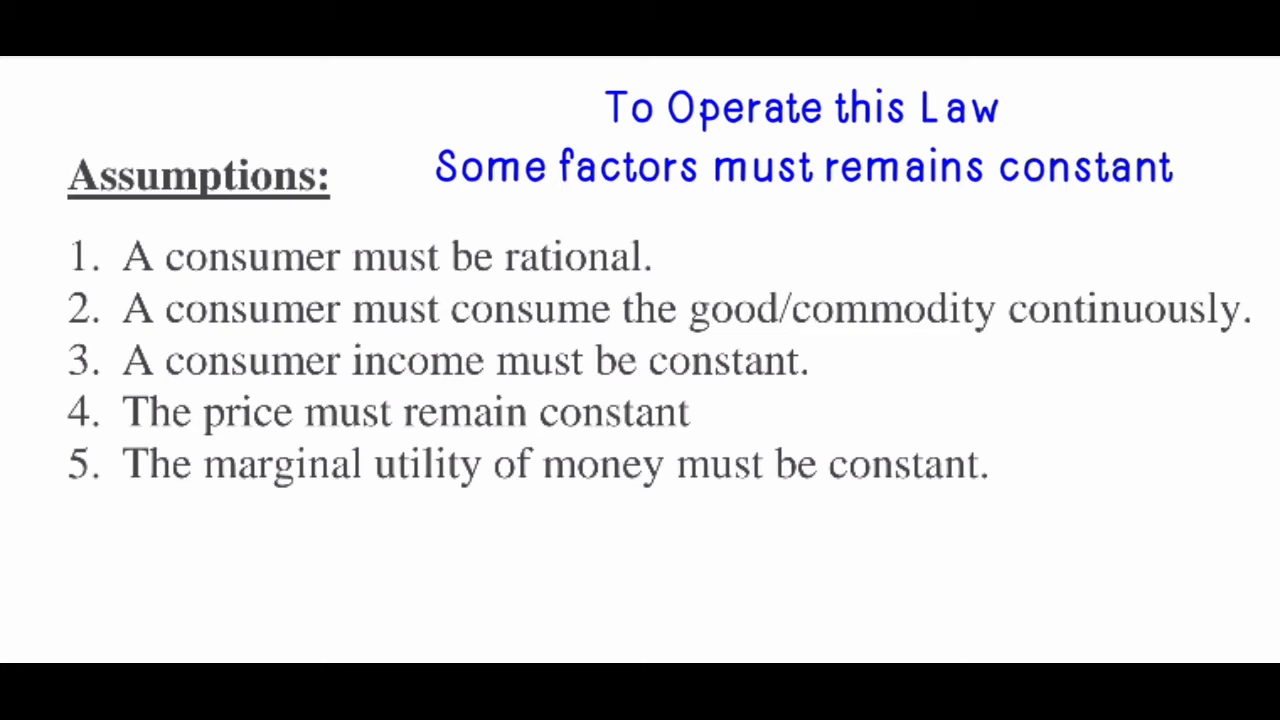 To Operate this Law
Some factors must remains constant
Assumptions:
1. A consumer must be rational.
2. A consumer must consume the good/commodity continuously.
3. A consumer income must be constant.
4. The price must remain constant
5. The marginal utility of money must be constant.